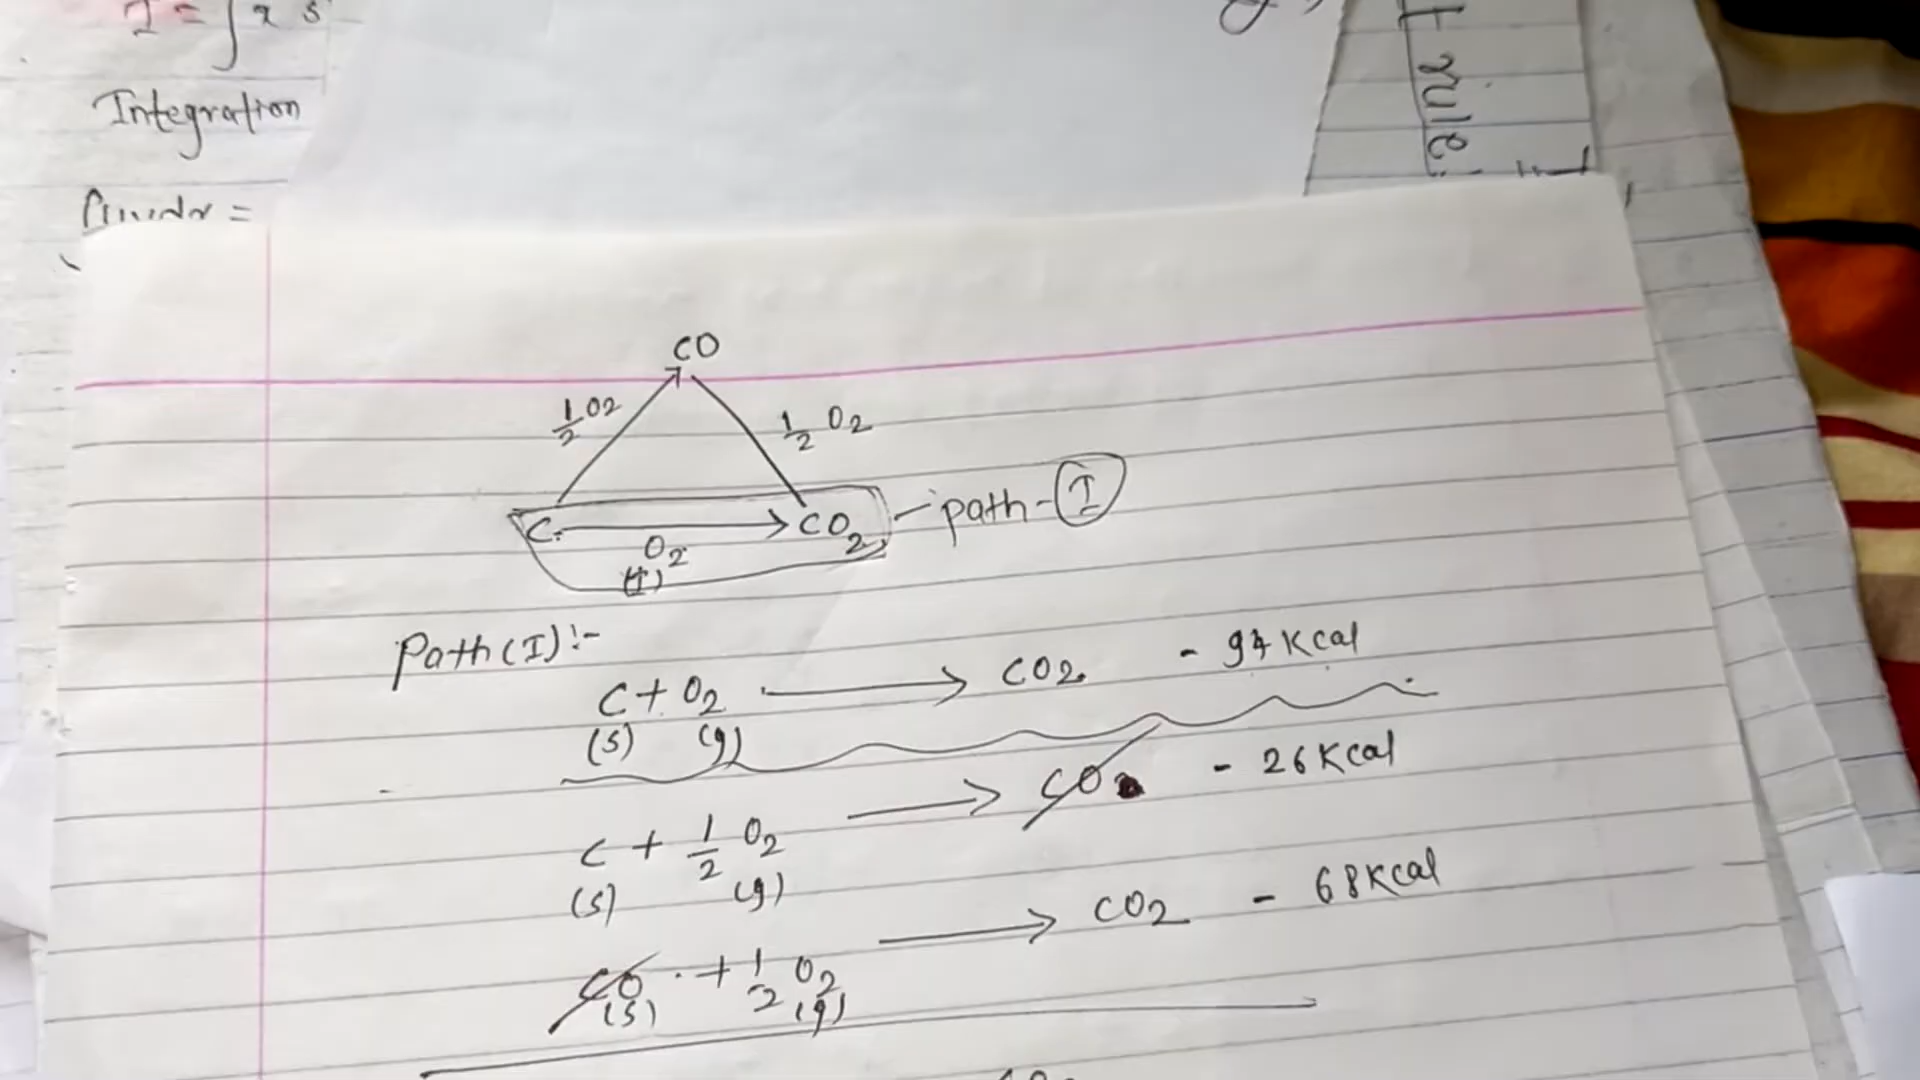 I = ∫ x s
Integration
t rule:
CO
½ O2
½ O2
C → CO2 - path - (I)
O2
(I)
Path (I) :-
C + O2 → CO2 - 94 Kcal
(s) (g)
C + ½ O2 → CO - 26 Kcal
(s) (g)
CO + ½ O2 → CO2 - 68 Kcal
(s) (g)